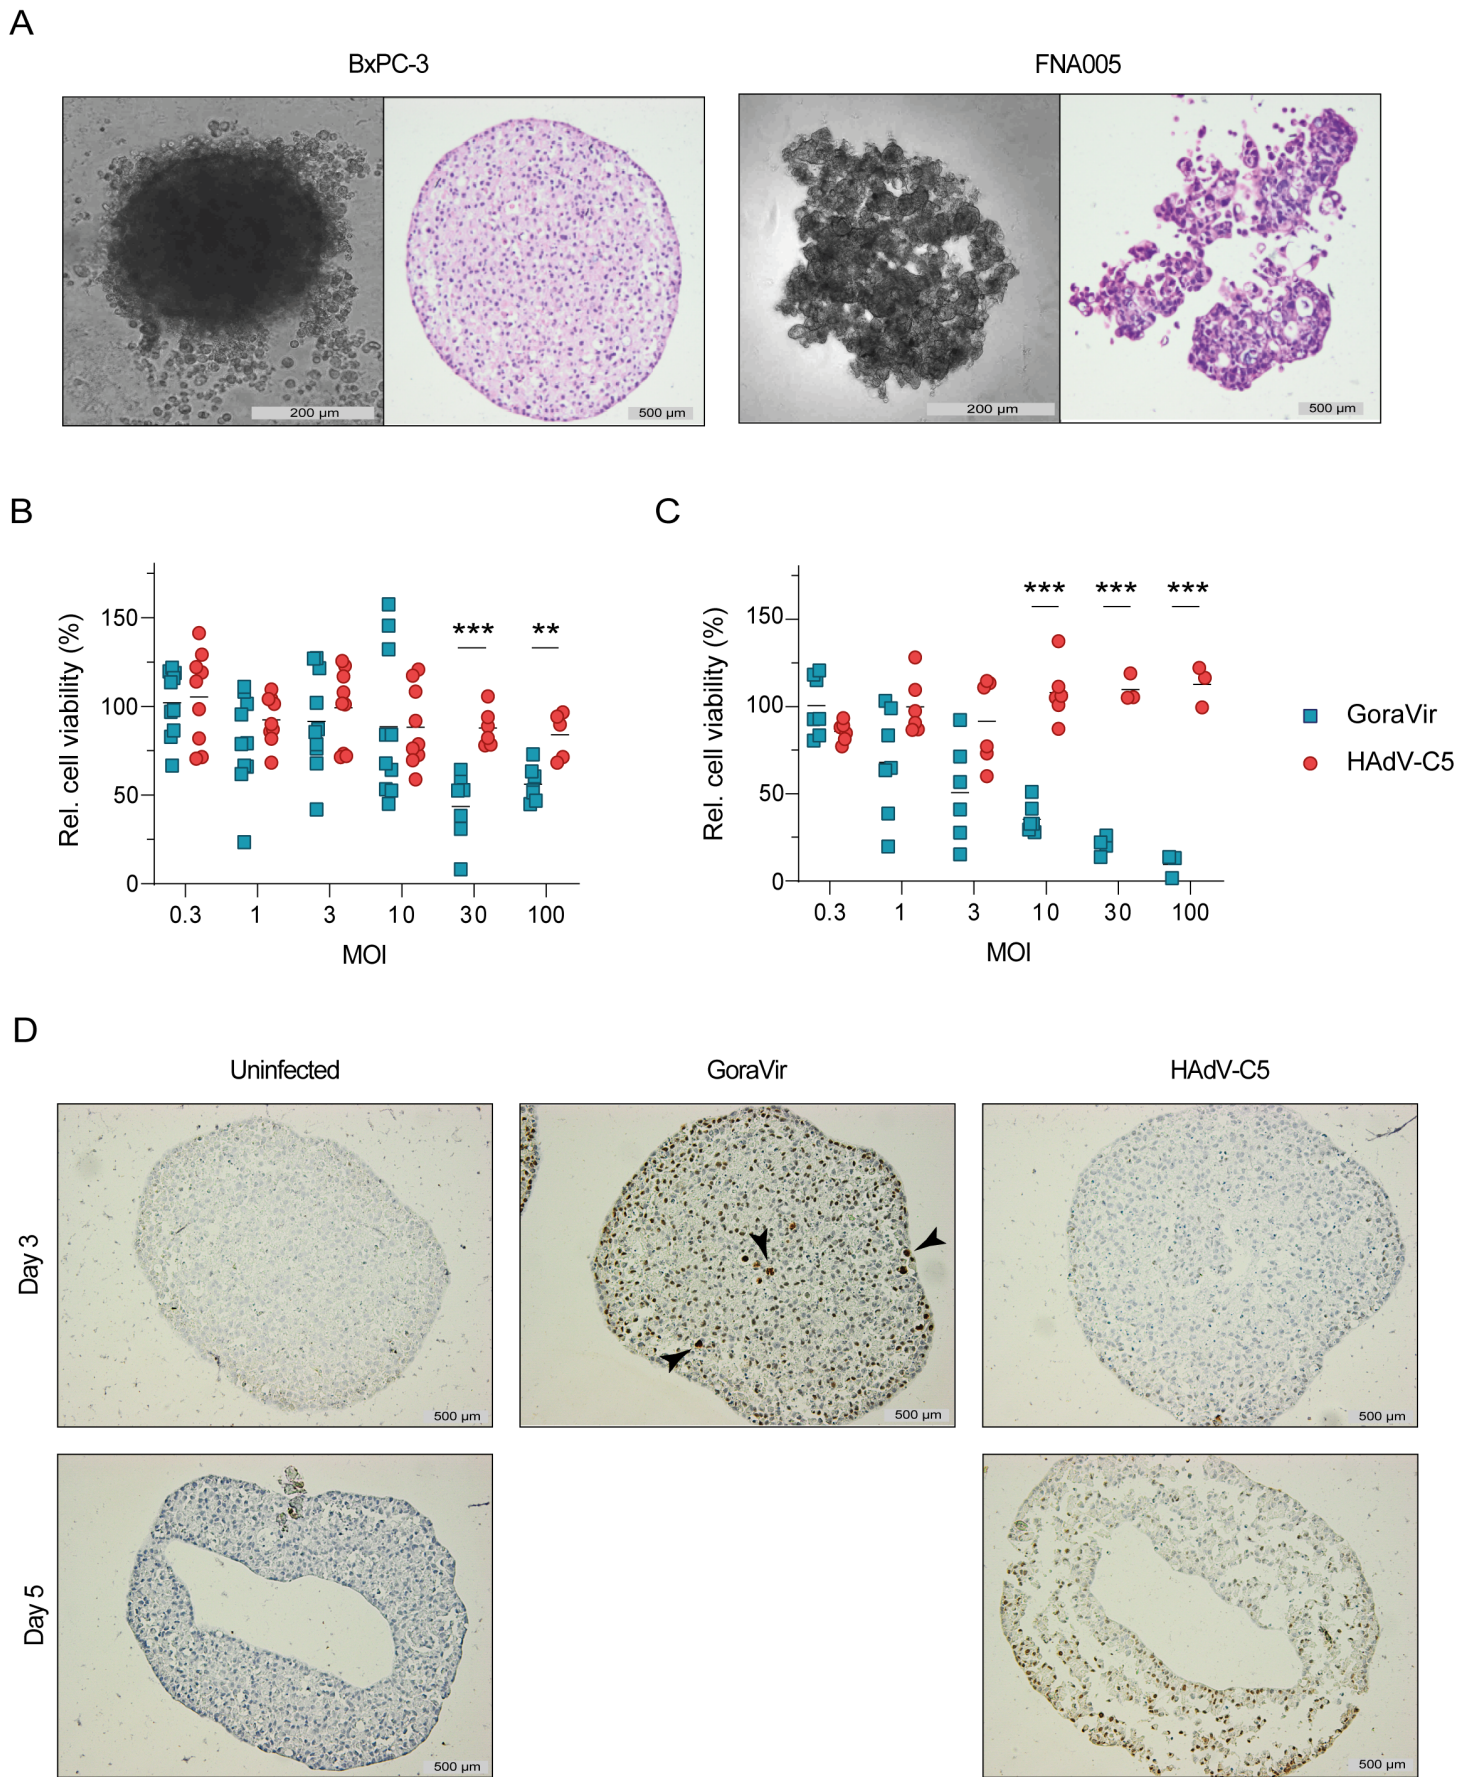 A
BxPC-3
FNA005
200 µm
500 µm
200 µm
500 µm
B
C
Rel. cell viability (%)
150
100
50
0
*** **
0.3 1 3 10 30 100
MOI
Rel. cell viability (%)
150
100
50
0
*** *** ***
0.3 1 3 10 30 100
MOI
GoraVir
HAdV-C5
D
Uninfected
GoraVir
HAdV-C5
Day 3
500 µm
500 µm
500 µm
Day 5
500 µm
500 µm